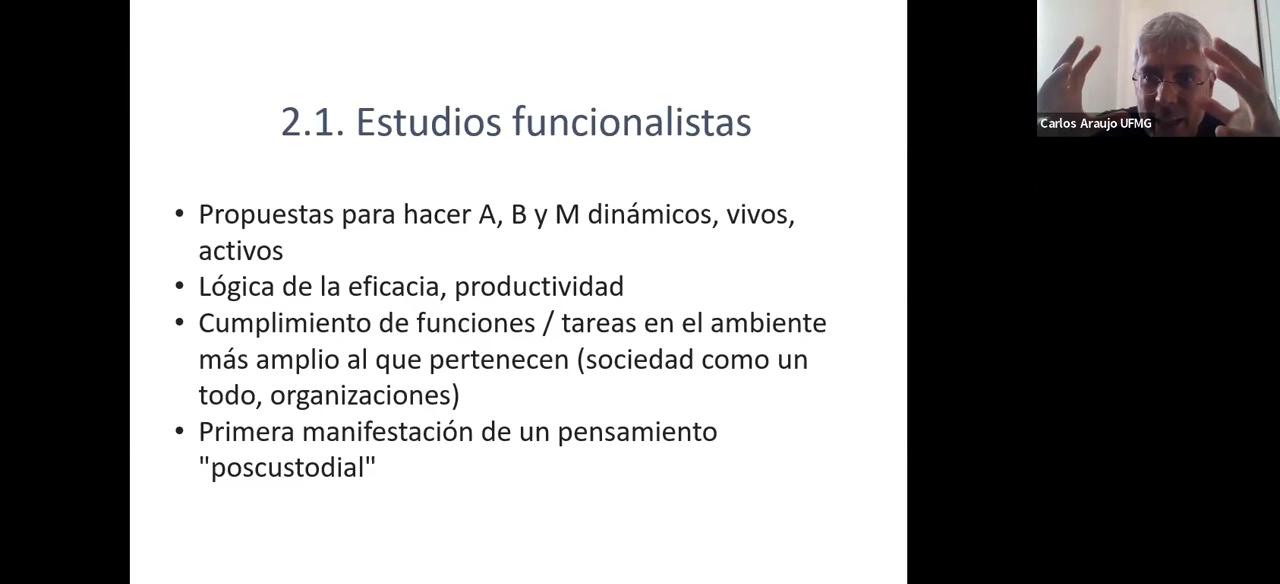 2.1. Estudios funcionalistas
• Propuestas para hacer A, B y M dinámicos, vivos,
activos
• Lógica de la eficacia, productividad
• Cumplimiento de funciones / tareas en el ambiente
más amplio al que pertenecen (sociedad como un
todo, organizaciones)
• Primera manifestación de un pensamiento
"poscustodial"
Carlos Araujo UFMG